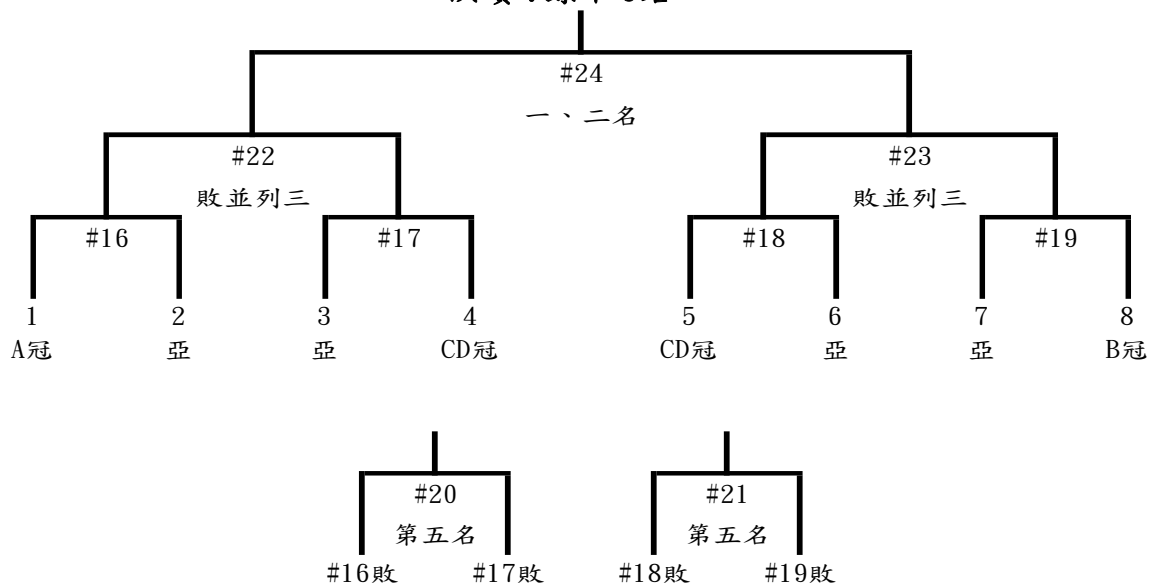 #24
一、二名
#22 #23
敗並列三 敗並列三
#16 #17 #18 #19
1 2 3 4 5 6 7 8
A冠 亞 亞 CD冠 CD冠 亞 亞 B冠
#20 #21
第五名 第五名
#16敗 #17敗 #18敗 #19敗